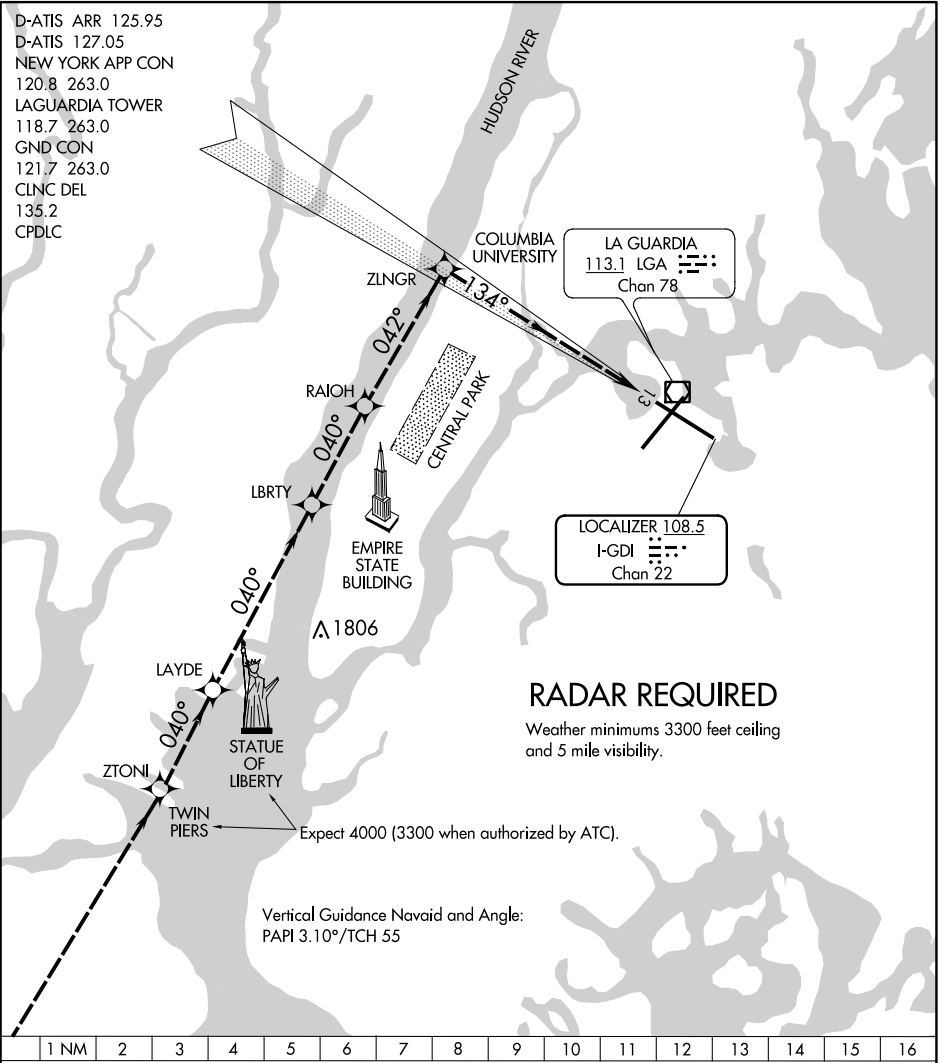 D-ATIS ARR 125.95
D-ATIS 127.05
NEW YORK APP CON
120.8 263.0
LAGUARDIA TOWER
118.7 263.0
GND CON
121.7 263.0
CLNC DEL
135.2
CPDLC
HUDSON RIVER
COLUMBIA
UNIVERSITY
LA GUARDIA
113.1 LGA
Chan 78
ZLNGR
134°
042°
RAIOH
13
CENTRAL PARK
040°
LBRTY
EMPIRE
STATE
BUILDING
LOCALIZER 108.5
I-GDI
Chan 22
040°
1806
LAYDE
RADAR REQUIRED
Weather minimums 3300 feet ceiling
and 5 mile visibility.
040°
STATUE
OF
LIBERTY
ZTONI
TWIN
PIERS
Expect 4000 (3300 when authorized by ATC).
Vertical Guidance Navaid and Angle:
PAPI 3.10°/TCH 55
1 NM 2 3 4 5 6 7 8 9 10 11 12 13 14 15 16